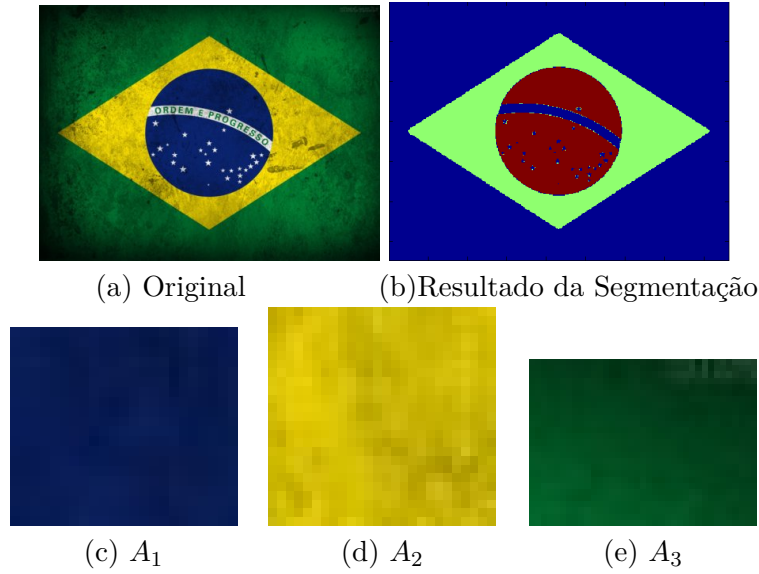 ORDEM E PROGRESSO
(a) Original
(b)Resultado da Segmentação
(c) A1
(d) A2
(e) A3